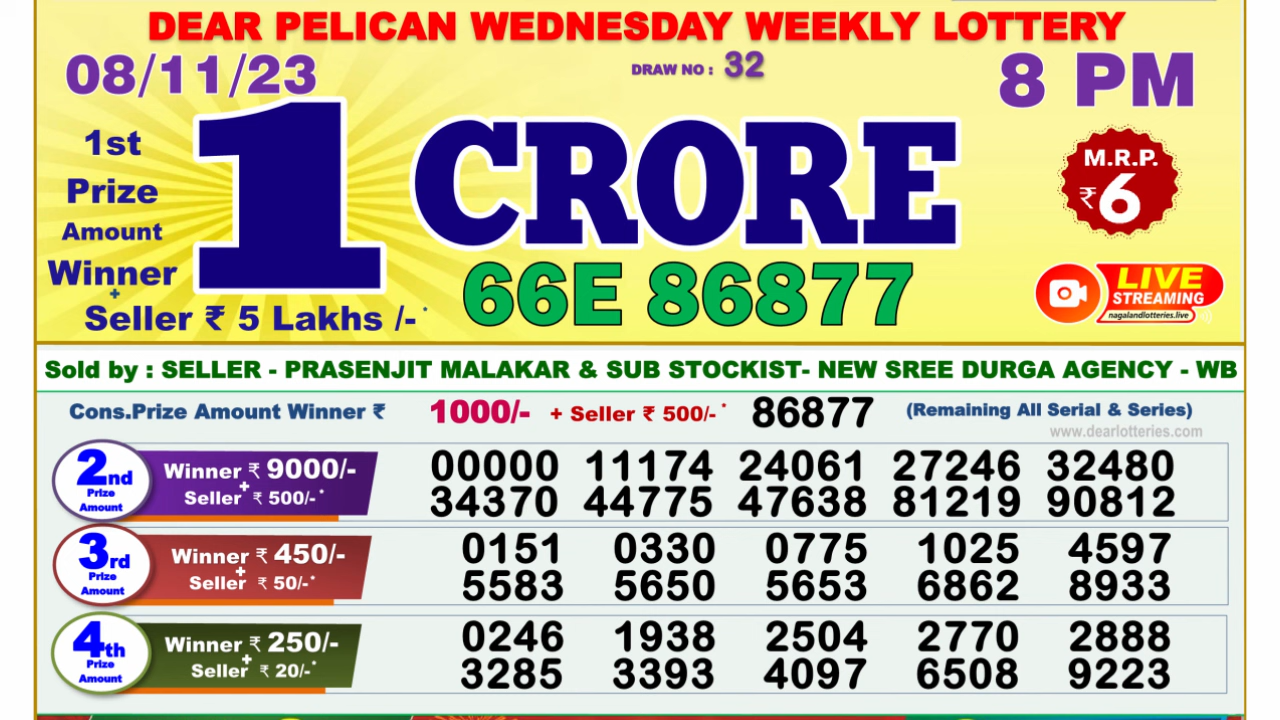 DEAR PELICAN WEDNESDAY WEEKLY LOTTERY
08/11/23
DRAW NO : 32
8 PM
1st
Prize
Amount
Winner
+
Seller ₹ 5 Lakhs /-*
1 CRORE
66E 86877
M.R.P.
₹6
LIVE
STREAMING
nagalandlotteries.live
Sold by : SELLER - PRASENJIT MALAKAR & SUB STOCKIST- NEW SREE DURGA AGENCY - WB
Cons.Prize Amount Winner ₹ 1000/- + Seller ₹ 500/-* 86877 (Remaining All Serial & Series)
www.dearlotteries.com
2nd
Prize
Amount
Winner ₹ 9000/-
+
Seller ₹ 500/-*
00000 11174 24061 27246 32480
34370 44775 47638 81219 90812
3rd
Prize
Amount
Winner ₹ 450/-
+
Seller ₹ 50/-*
0151 0330 0775 1025 4597
5583 5650 5653 6862 8933
4th
Prize
Amount
Winner ₹ 250/-
+
Seller ₹ 20/-*
0246 1938 2504 2770 2888
3285 3393 4097 6508 9223